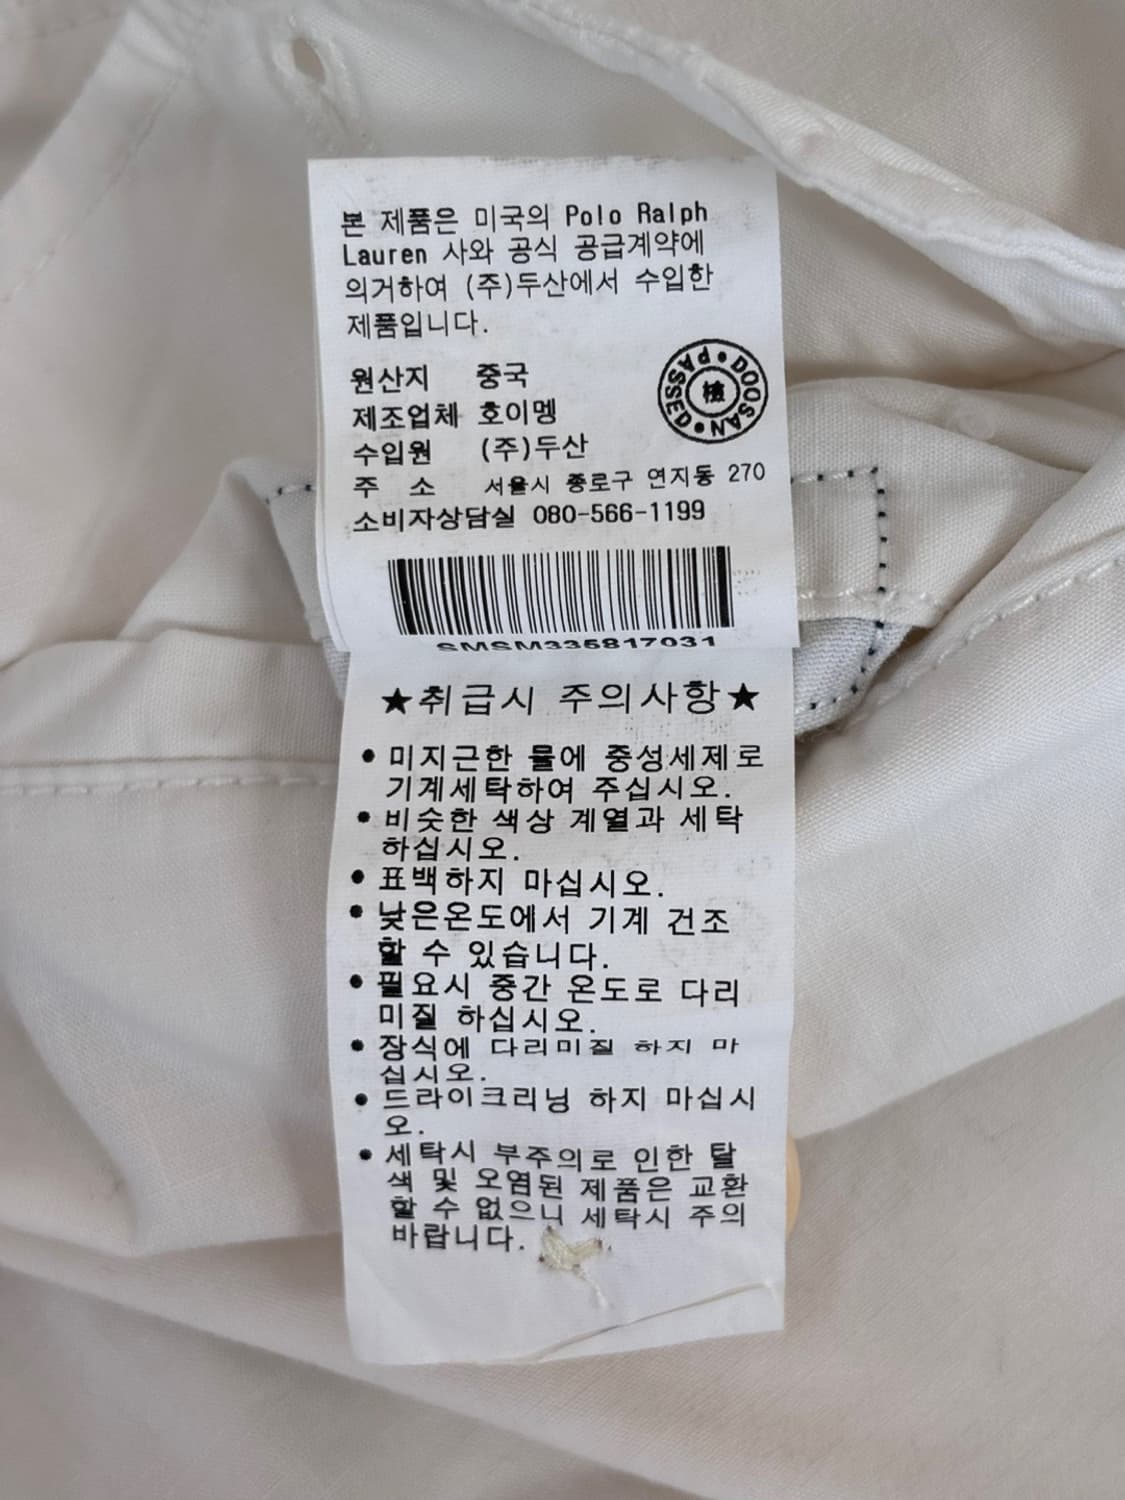 본 제품은 미국의 Polo Ralph
Lauren 사와 공식 공급계약에
의거하여 (주)두산에서 수입한
제품입니다.
원산지 중국
제조업체 호이멩
수입원 (주)두산
주 소 서울시 종로구 연지동 270
소비자상담실 080-566-1199
PASSED • DOOSAN •
檢
SMSM335817031
★취급시 주의사항★
• 미지근한 물에 중성세제로
기계세탁하여 주십시오.
• 비슷한 색상 계열과 세탁
하십시오.
• 표백하지 마십시오.
• 낮은온도에서 기계 건조
할 수 있습니다.
• 필요시 중간 온도로 다리
미질 하십시오.
• 장식에 다리미질 하지 마
십시오.
• 드라이크리닝 하지 마십시
오.
• 세탁시 부주의로 인한 탈
색 및 오염된 제품은 교환
할 수 없으니 세탁시 주의
바랍니다.